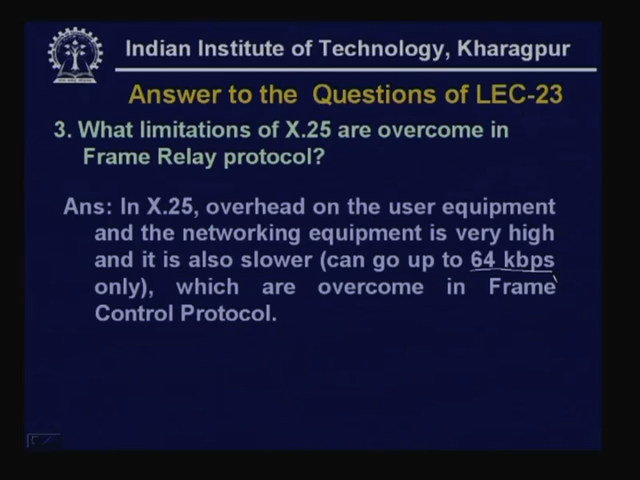 Indian Institute of Technology, Kharagpur
Answer to the Questions of LEC-23
3. What limitations of X.25 are overcome in
Frame Relay protocol?
Ans: In X.25, overhead on the user equipment
and the networking equipment is very high
and it is also slower (can go up to 64 kbps
only), which are overcome in Frame
Control Protocol.